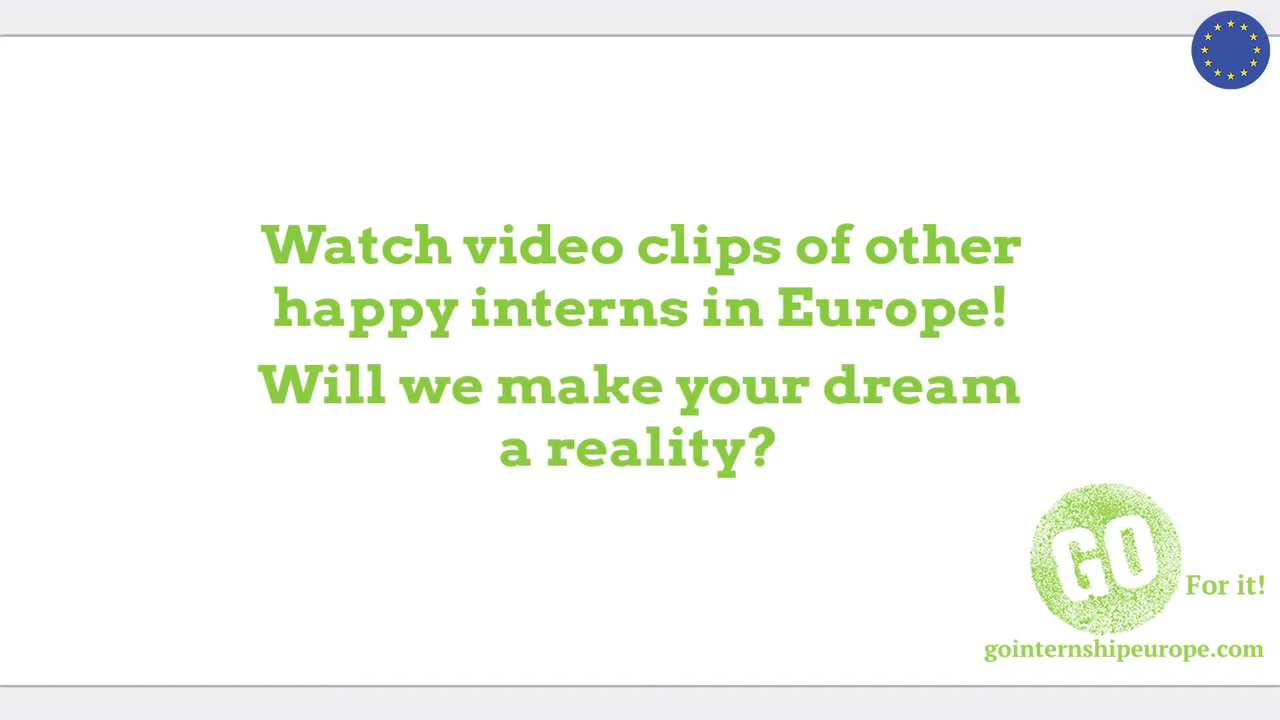 Watch video clips of other
happy interns in Europe!
Will we make your dream
a reality?
GO
For it!
gointernshipeurope.com